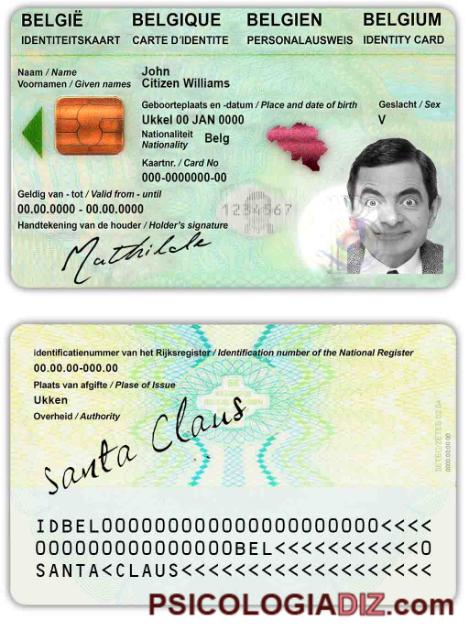 BELGIË BELGIQUE BELGIEN BELGIUM
IDENTITEITSKAART CARTE D'IDENTITE PERSONALAUSWEIS IDENTITY CARD
Naam / Name John
Voornamen / Given names Citizen Williams
Geboorteplaats en -datum / Place and date of birth Geslacht / Sex
Ukkel 00 JAN 0000 V
Nationaliteit Belg
Nationality
Kaartnr. / Card No
000-0000000-00
Geldig van - tot / Valid from - until
00.00.0000 - 00.00.0000
1234567
Handtekening van de houder / Holder's signature
Mathilde
Identificatienummer van het Rijksregister / Identification number of the National Register
00.00.00-000.00
Plaats van afgifte / Plase of Issue
Ukken
Overheid / Authority
Santa Claus
IDBEL00000000000000000000000<<<<
00000000000000BEL<<<<<<<<<<<0
SANTA<CLAUS<<<<<<<<<<<<<<<<<<<
PSICOLOGIADIZ.com